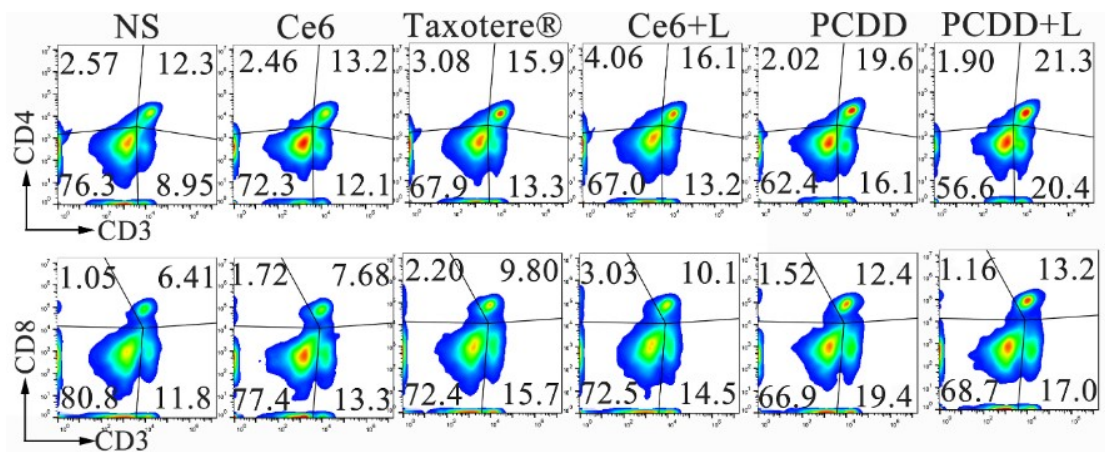 NS Ce6 Taxotere® Ce6+L PCDD PCDD+L
2.57 12.3 2.46 13.2 3.08 15.9 4.06 16.1 2.02 19.6 1.90 21.3
CD4
76.3 8.95 72.3 12.1 67.9 13.3 67.0 13.2 62.4 16.1 56.6 20.4
CD3
1.05 6.41 1.72 7.68 2.20 9.80 3.03 10.1 1.52 12.4 1.16 13.2
CD8
80.8 11.8 77.4 13.3 72.4 15.7 72.5 14.5 66.9 19.4 68.7 17.0
CD3